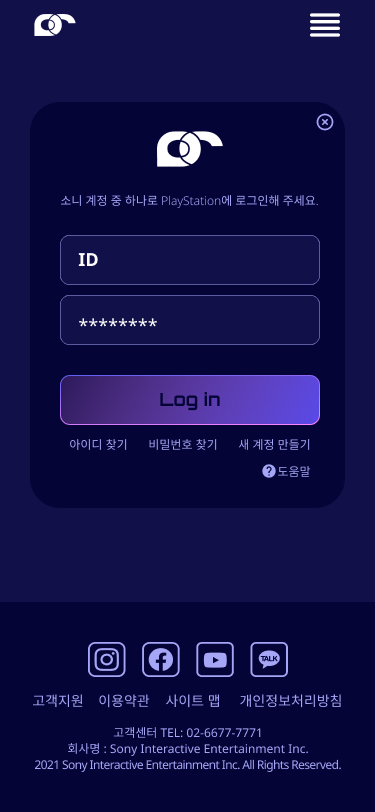 소니 계정 중 하나로 PlayStation에 로그인해 주세요.
ID
********
Log in
아이디 찾기 비밀번호 찾기 새 계정 만들기
도움말
TALK
고객지원 이용약관 사이트 맵 개인정보처리방침
고객센터 TEL: 02-6677-7771
회사명 : Sony Interactive Entertainment Inc.
2021 Sony Interactive Entertainment Inc. All Rights Reserved.